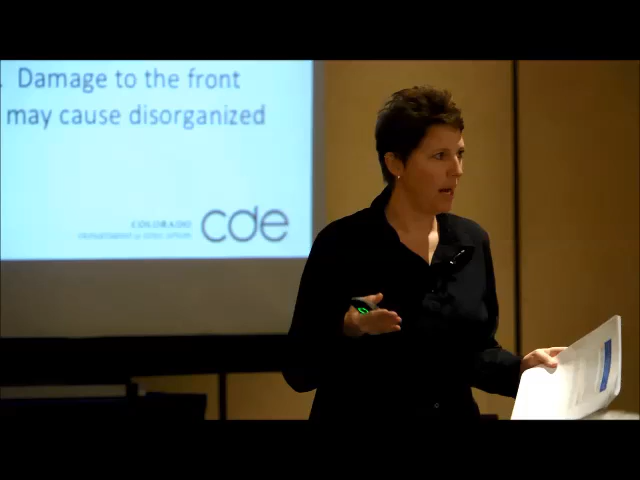 . Damage to the front
may cause disorganized
COLORADO
cde